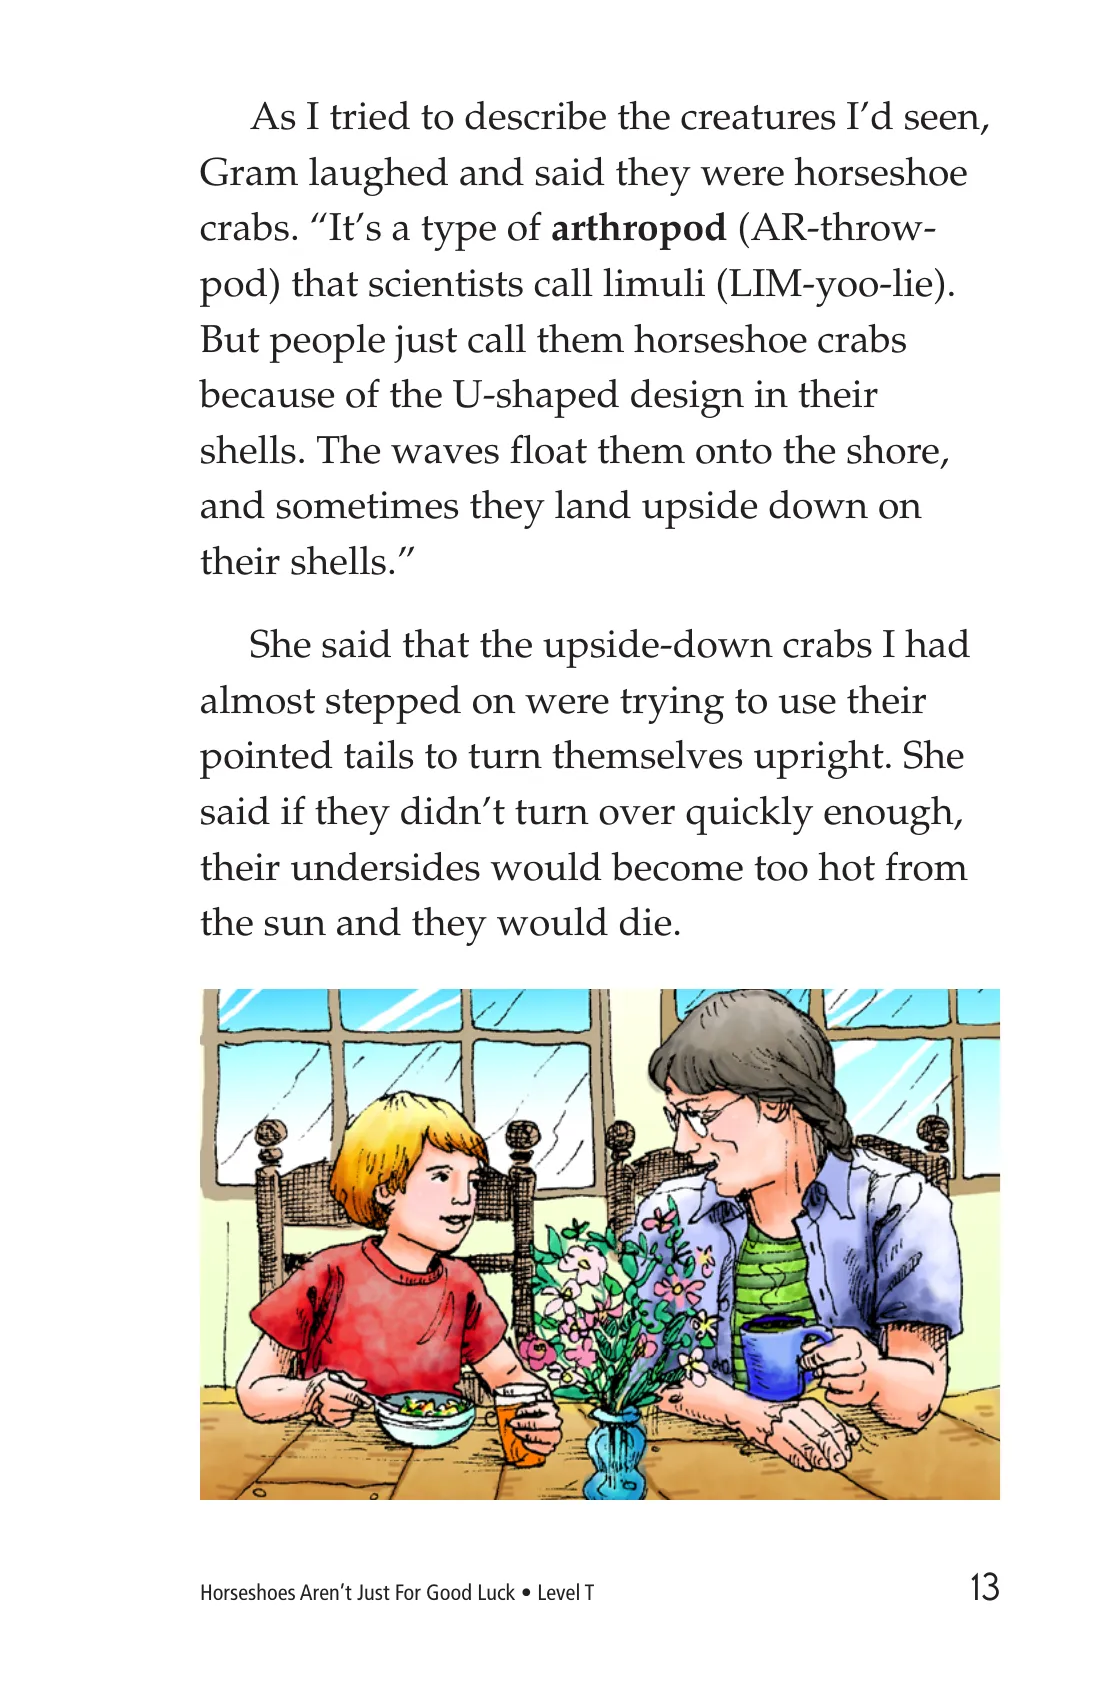 As I tried to describe the creatures I’d seen,
Gram laughed and said they were horseshoe
crabs. “It’s a type of arthropod (AR-throw-
pod) that scientists call limuli (LIM-yoo-lie).
But people just call them horseshoe crabs
because of the U-shaped design in their
shells. The waves float them onto the shore,
and sometimes they land upside down on
their shells.”
She said that the upside-down crabs I had
almost stepped on were trying to use their
pointed tails to turn themselves upright. She
said if they didn’t turn over quickly enough,
their undersides would become too hot from
the sun and they would die.
Horseshoes Aren’t Just For Good Luck • Level T
13